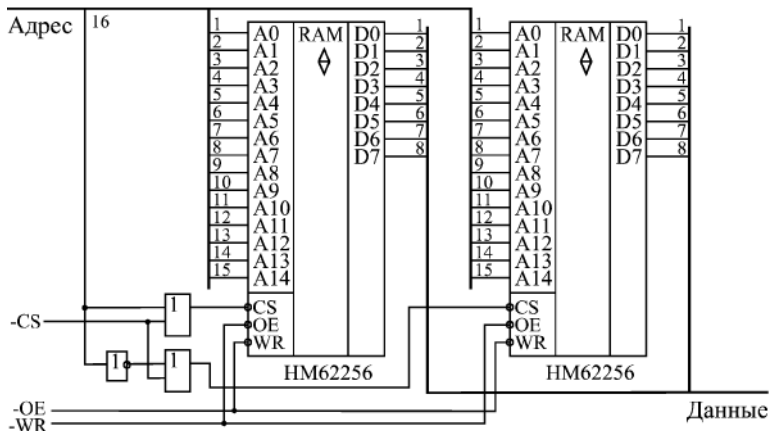 Адрес
16
1 A0 RAM D0 1
2 A1 D1 2
3 A2 D2 3
4 A3 D3 4
5 A4 D4 5
6 A5 D5 6
7 A6 D6 7
8 A7 D7 8
9 A8
10 A9
11 A10
12 A11
13 A12
14 A13
15 A14
CS
OE
WR
HM62256
1 A0 RAM D0 1
2 A1 D1 2
3 A2 D2 3
4 A3 D3 4
5 A4 D4 5
6 A5 D5 6
7 A6 D6 7
8 A7 D7 8
9 A8
10 A9
11 A10
12 A11
13 A12
14 A13
15 A14
CS
OE
WR
HM62256
1
-CS
1 1
-OE
-WR
Данные